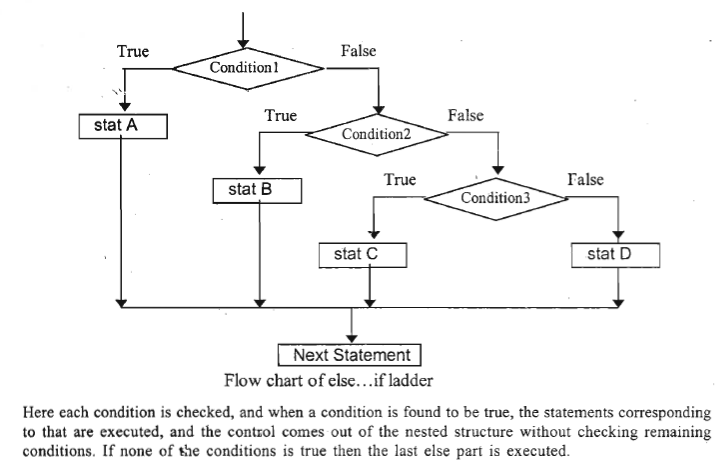 True False
Condition1
stat A
True False
Condition2
stat B
True False
Condition3
stat C
stat D
Next Statement
Flow chart of else...if ladder
Here each condition is checked, and when a condition is found to be true, the statements corresponding
to that are executed, and the control comes out of the nested structure without checking remaining
conditions. If none of the conditions is true then the last else part is executed.